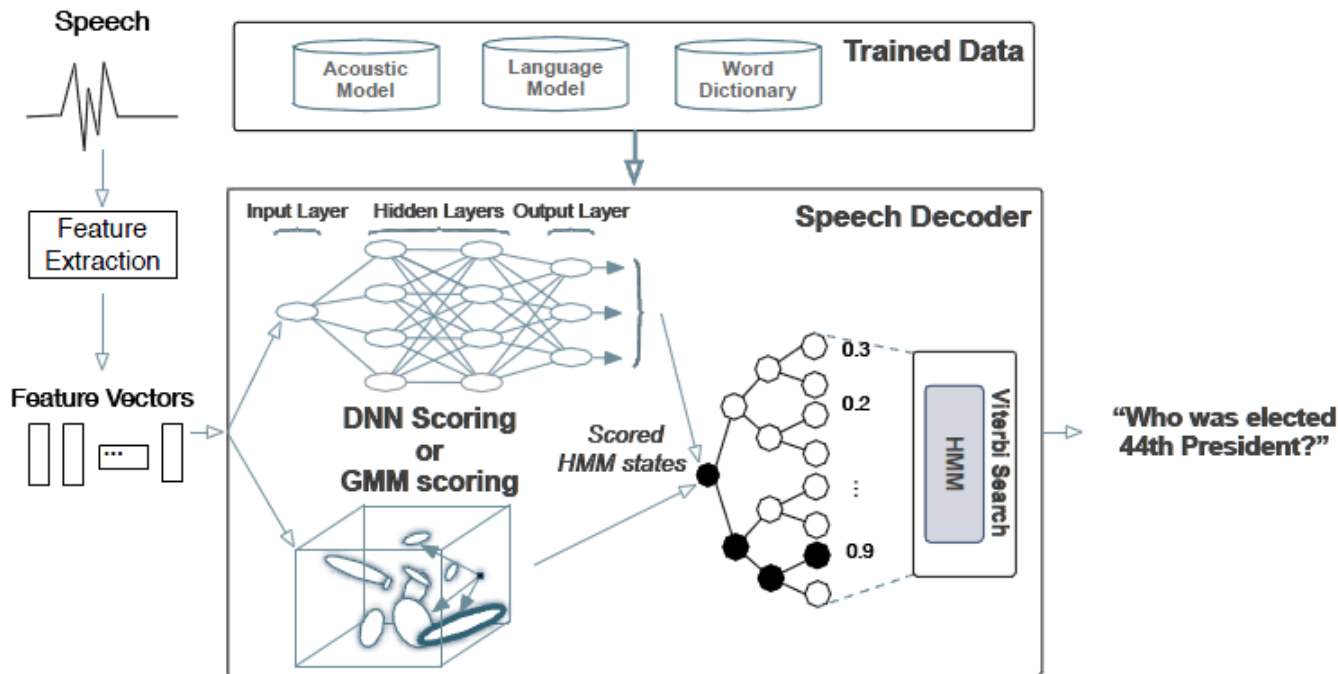 Speech
Trained Data
Acoustic
Model
Language
Model
Word
Dictionary
Feature
Extraction
Feature Vectors
...
Speech Decoder
Input Layer
Hidden Layers
Output Layer
DNN Scoring
or
GMM scoring
Scored
HMM states
0.3
0.2
...
0.9
Viterbi Search
HMM
“Who was elected
44th President?”